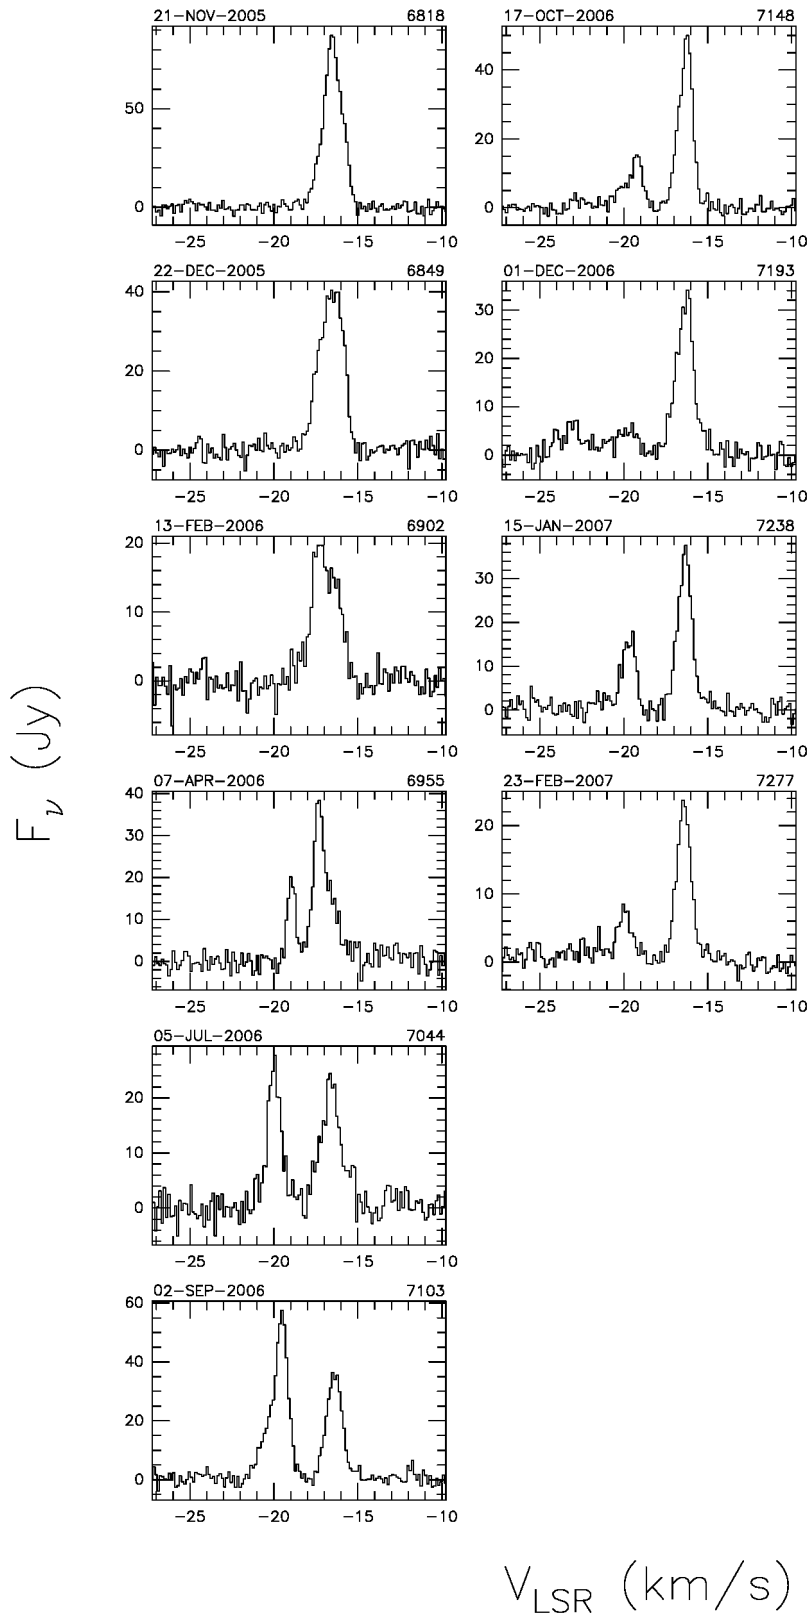 21-NOV-2005 6818
50
0
-25 -20 -15 -10
22-DEC-2005 6849
40
20
0
-25 -20 -15 -10
13-FEB-2006 6902
20
10
0
-25 -20 -15 -10
07-APR-2006 6955
40
30
20
10
0
-25 -20 -15 -10
05-JUL-2006 7044
20
10
0
-25 -20 -15 -10
02-SEP-2006 7103
60
40
20
0
-25 -20 -15 -10
17-OCT-2006 7148
40
20
0
-25 -20 -15 -10
01-DEC-2006 7193
30
20
10
0
-25 -20 -15 -10
15-JAN-2007 7238
30
20
10
0
-25 -20 -15 -10
23-FEB-2007 7277
20
10
0
-25 -20 -15 -10
Fν (Jy)
VLSR (km/s)